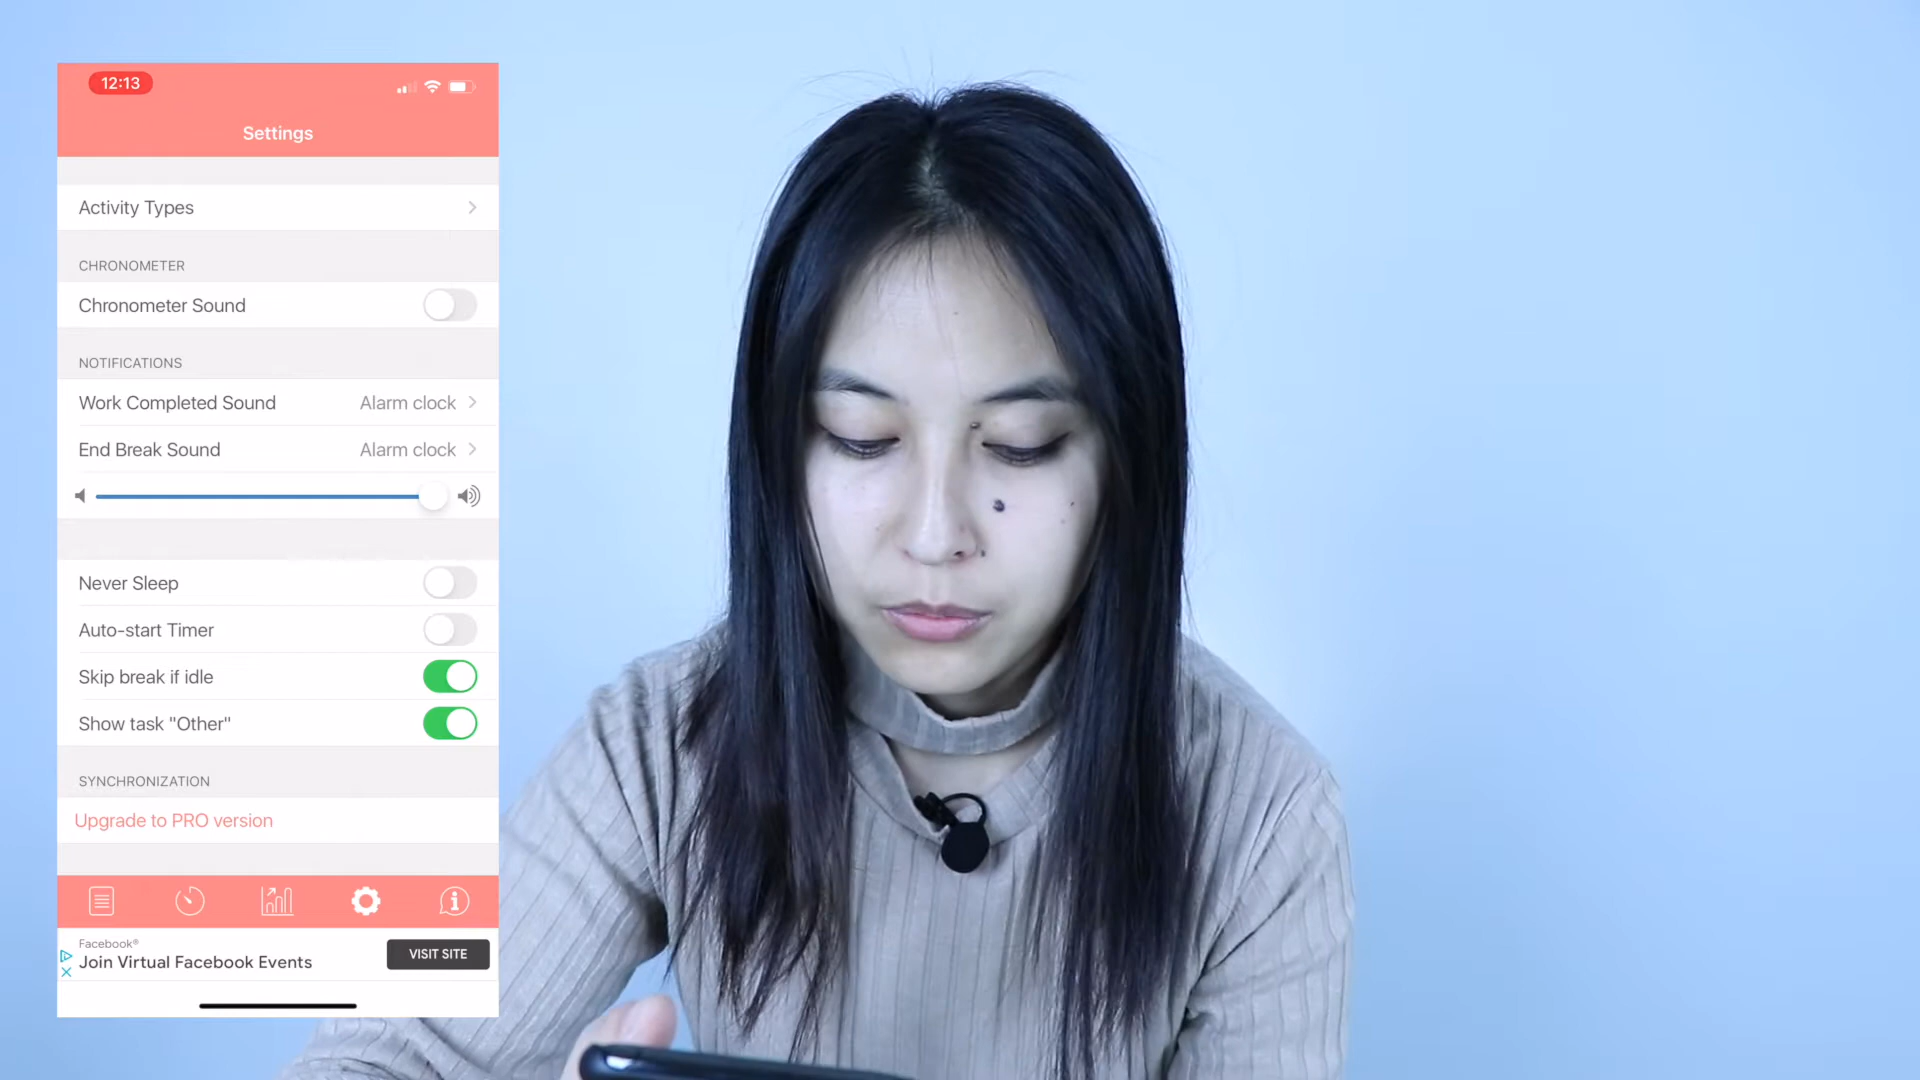 12:13
Settings
Activity Types
CHRONOMETER
Chronometer Sound
NOTIFICATIONS
Work Completed Sound Alarm clock
End Break Sound Alarm clock
Never Sleep
Auto-start Timer
Skip break if idle
Show task "Other"
SYNCHRONIZATION
Upgrade to PRO version
Facebook®
Join Virtual Facebook Events
VISIT SITE